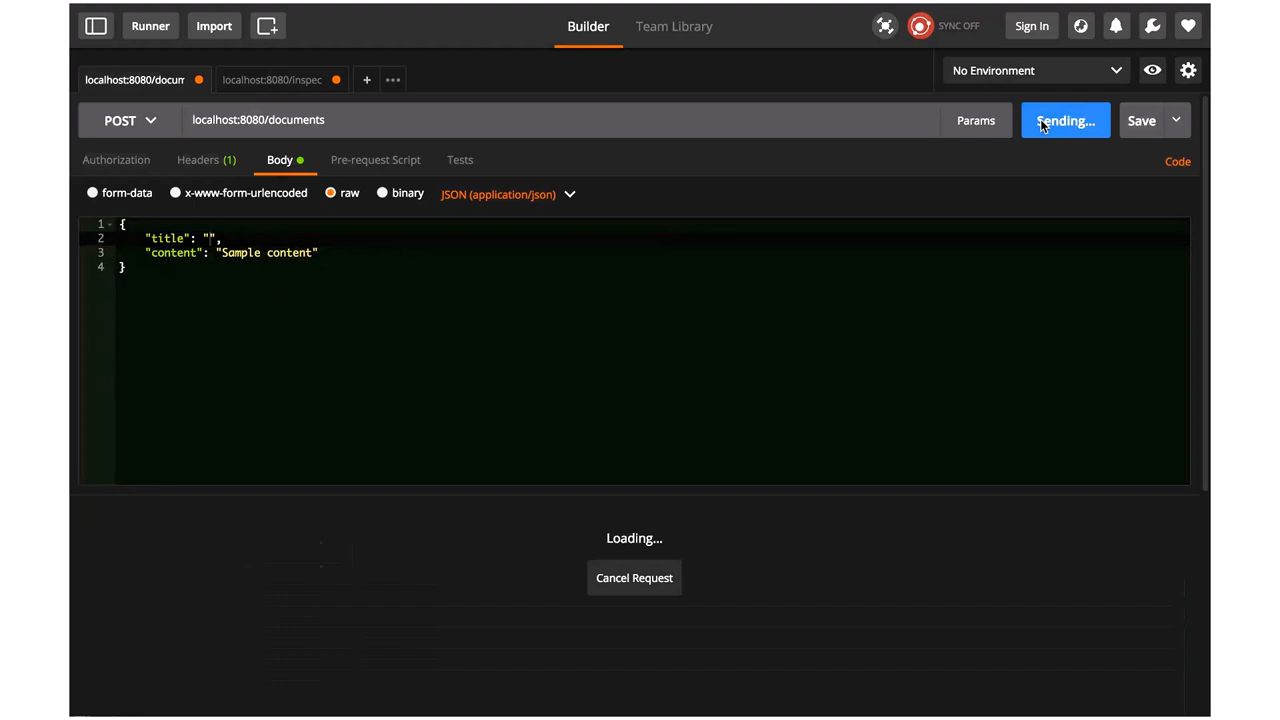 Runner Import Builder Team Library SYNC OFF Sign In
localhost:8080/docum localhost:8080/inspec + ••• No Environment
POST localhost:8080/documents Params Sending... Save
Authorization Headers (1) Body Pre-request Script Tests Code
form-data x-www-form-urlencoded raw binary JSON (application/json)
1 {
2 "title": "",
3 "content": "Sample content"
4 }
Loading...
Cancel Request